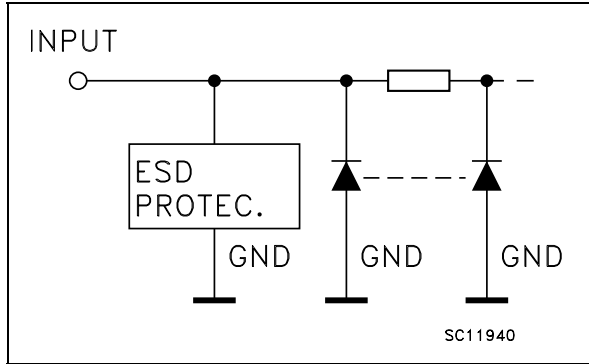 INPUT
ESD
PROTEC.
GND
GND
GND
SC11940